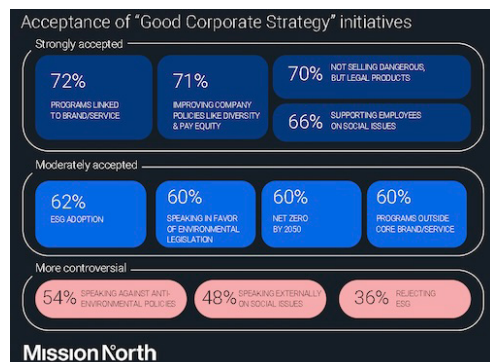 Acceptance of "Good Corporate Strategy" initiatives
Strongly accepted
72%
PROGRAMS LINKED
TO BRAND/SERVICE
71%
IMPROVING COMPANY
POLICIES LIKE DIVERSITY
& PAY EQUITY
70%
NOT SELLING DANGEROUS,
BUT LEGAL PRODUCTS
66%
SUPPORTING EMPLOYEES
ON SOCIAL ISSUES
Moderately accepted
62%
ESG ADOPTION
60%
SPEAKING IN FAVOR
OF ENVIRONMENTAL
LEGISLATION
60%
NET ZERO
BY 2050
60%
PROGRAMS OUTSIDE
CORE BRAND/SERVICE
More controversial
54%
SPEAKING AGAINST ANTI-
ENVIRONMENTAL POLICIES
48%
SPEAKING EXTERNALLY
ON SOCIAL ISSUES
36%
REJECTING
ESG
Mission North